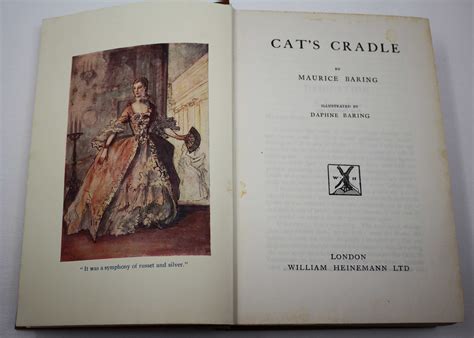 "It was a symphony of russet and silver."
CAT'S CRADLE
BY
MAURICE BARING
ILLUSTRATED BY
DAPHNE BARING
W H
LONDON
WILLIAM HEINEMANN LTD